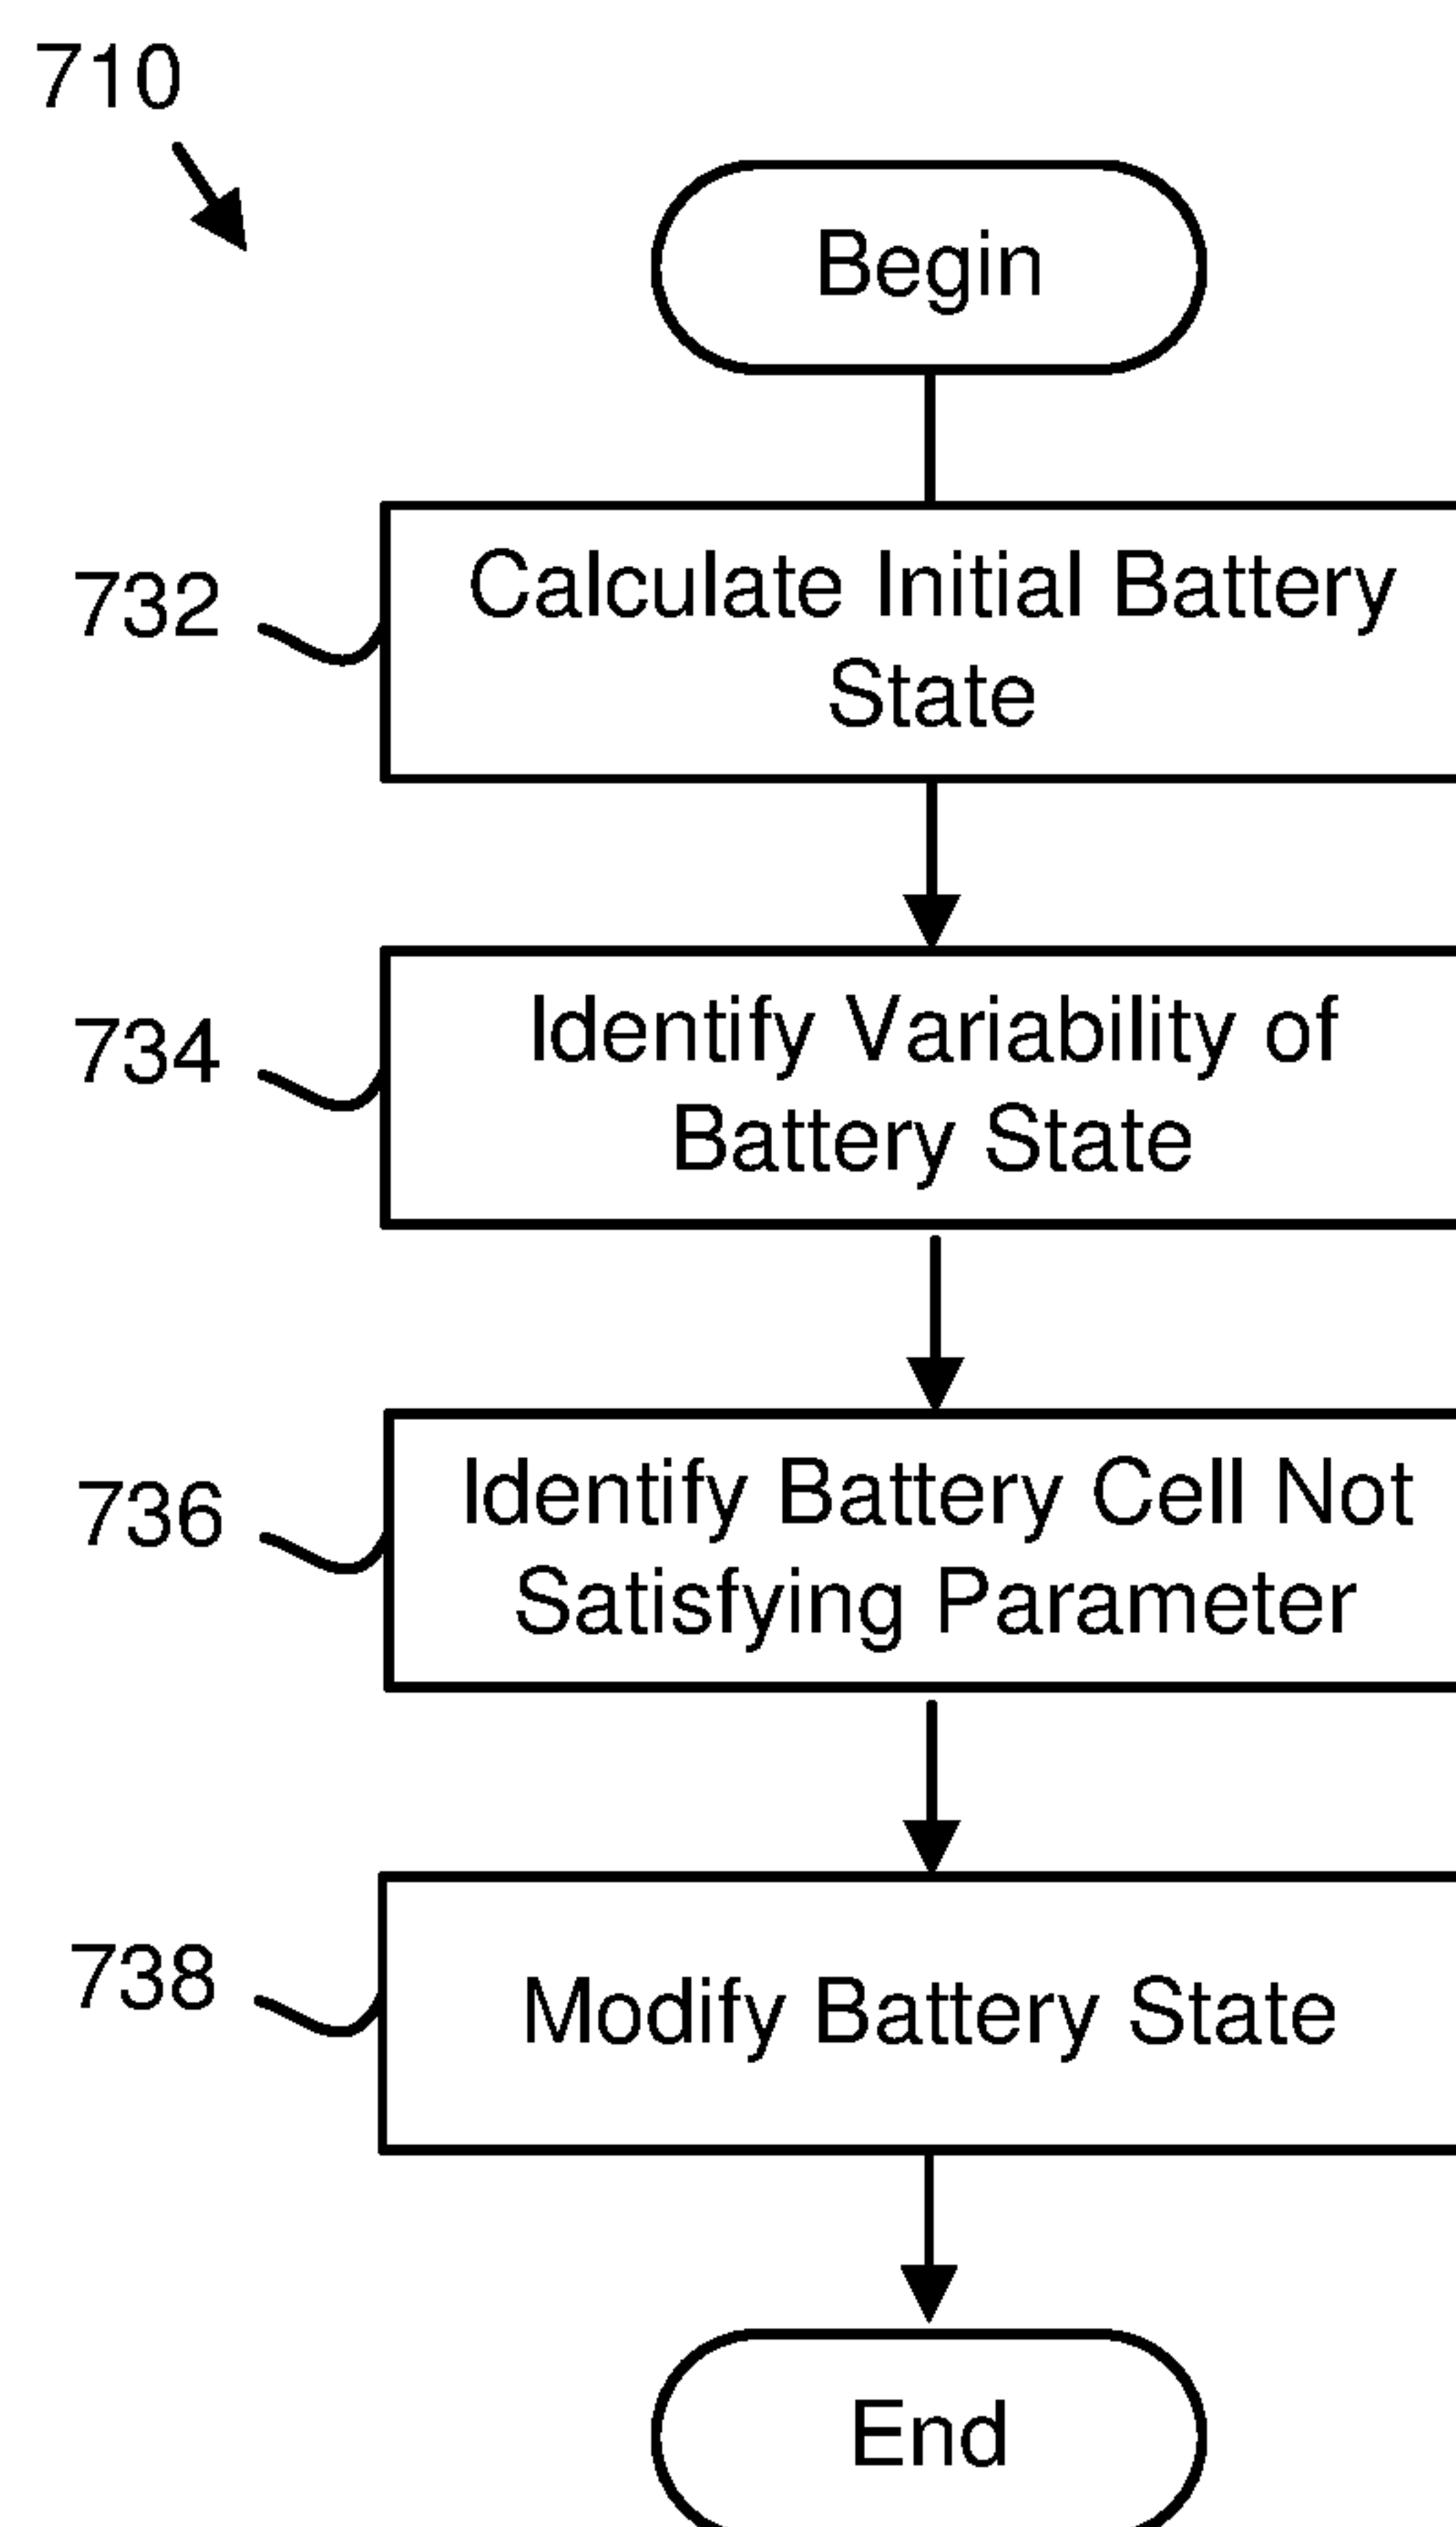 710
Begin
732
Calculate Initial Battery
State
734
Identify Variability of
Battery State
736
Identify Battery Cell Not
Satisfying Parameter
738
Modify Battery State
End